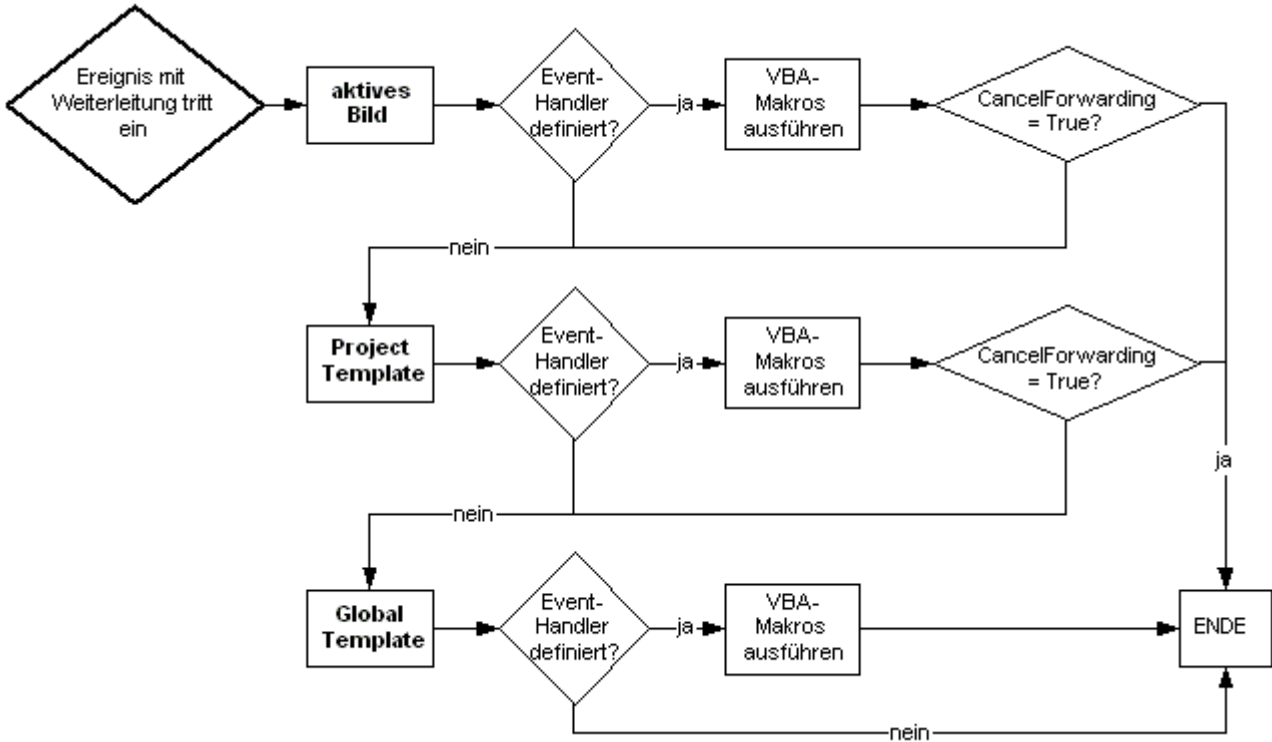 Ereignis mit
Weiterleitung tritt
ein
aktives
Bild
Event-
Handler
definiert?
ja
VBA-
Makros
ausführen
CancelForwarding
= True?
nein
Project
Template
Event-
Handler
definiert?
ja
VBA-
Makros
ausführen
CancelForwarding
= True?
ja
nein
Global
Template
Event-
Handler
definiert?
ja
VBA-
Makros
ausführen
ENDE
nein